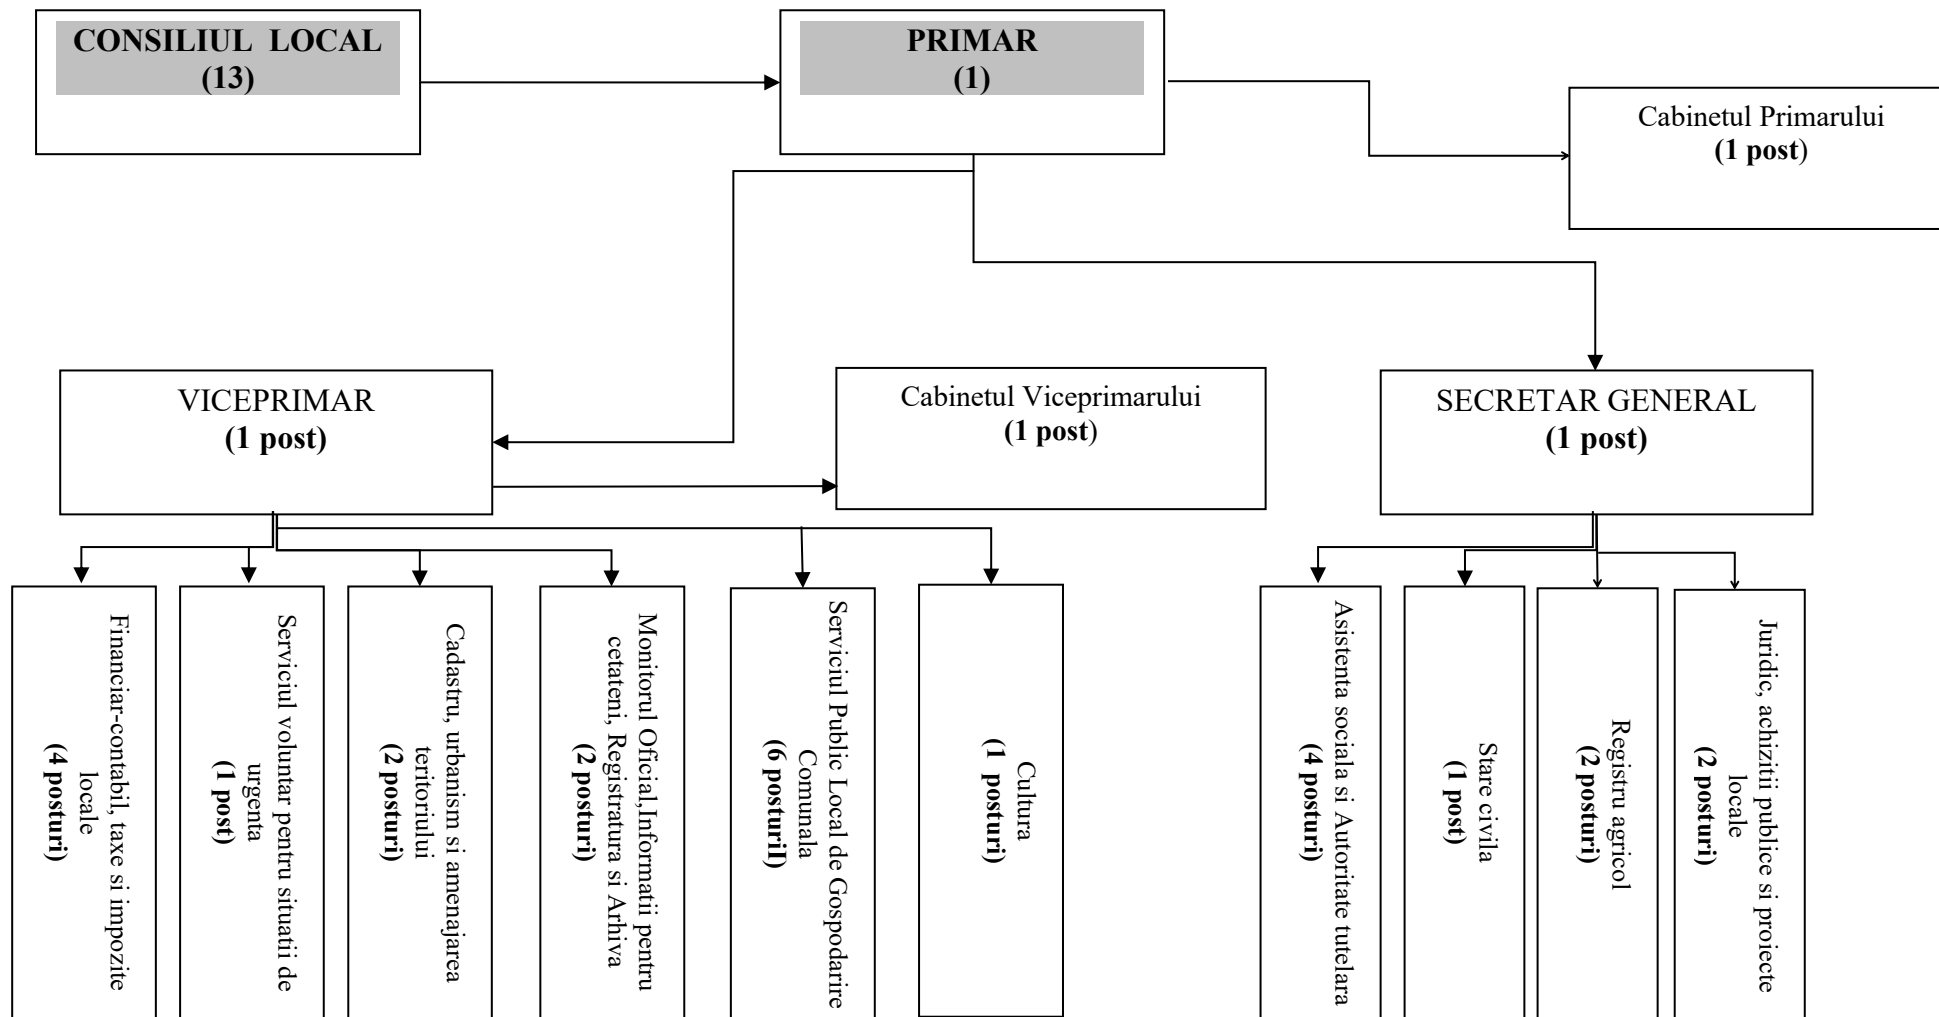 CONSILIUL LOCAL
(13)
PRIMAR
(1)
Cabinetul Primarului
(1 post)
VICEPRIMAR
(1 post)
Cabinetul Viceprimarului
(1 post)
SECRETAR GENERAL
(1 post)
Financiar-contabil, taxe si impozite
locale
(4 posturi)
Serviciul voluntar pentru situatii de
urgenta
(1 post)
Cadastru, urbanism si amenajarea
teritoriului
(2 posturi)
Monitorul Oficial,Informatii pentru
cetateni, Registratura si Arhiva
(2 posturi)
Serviciul Public Local de Gospodarire
Comunala
(6 posturiI)
Cultura
(1 posturi)
Asistenta sociala si Autoritate tutelara
(4 posturi)
Stare civila
(1 post)
Registru agricol
(2 posturi)
Juridic, achizitii publice si proiecte
locale
(2 posturi)